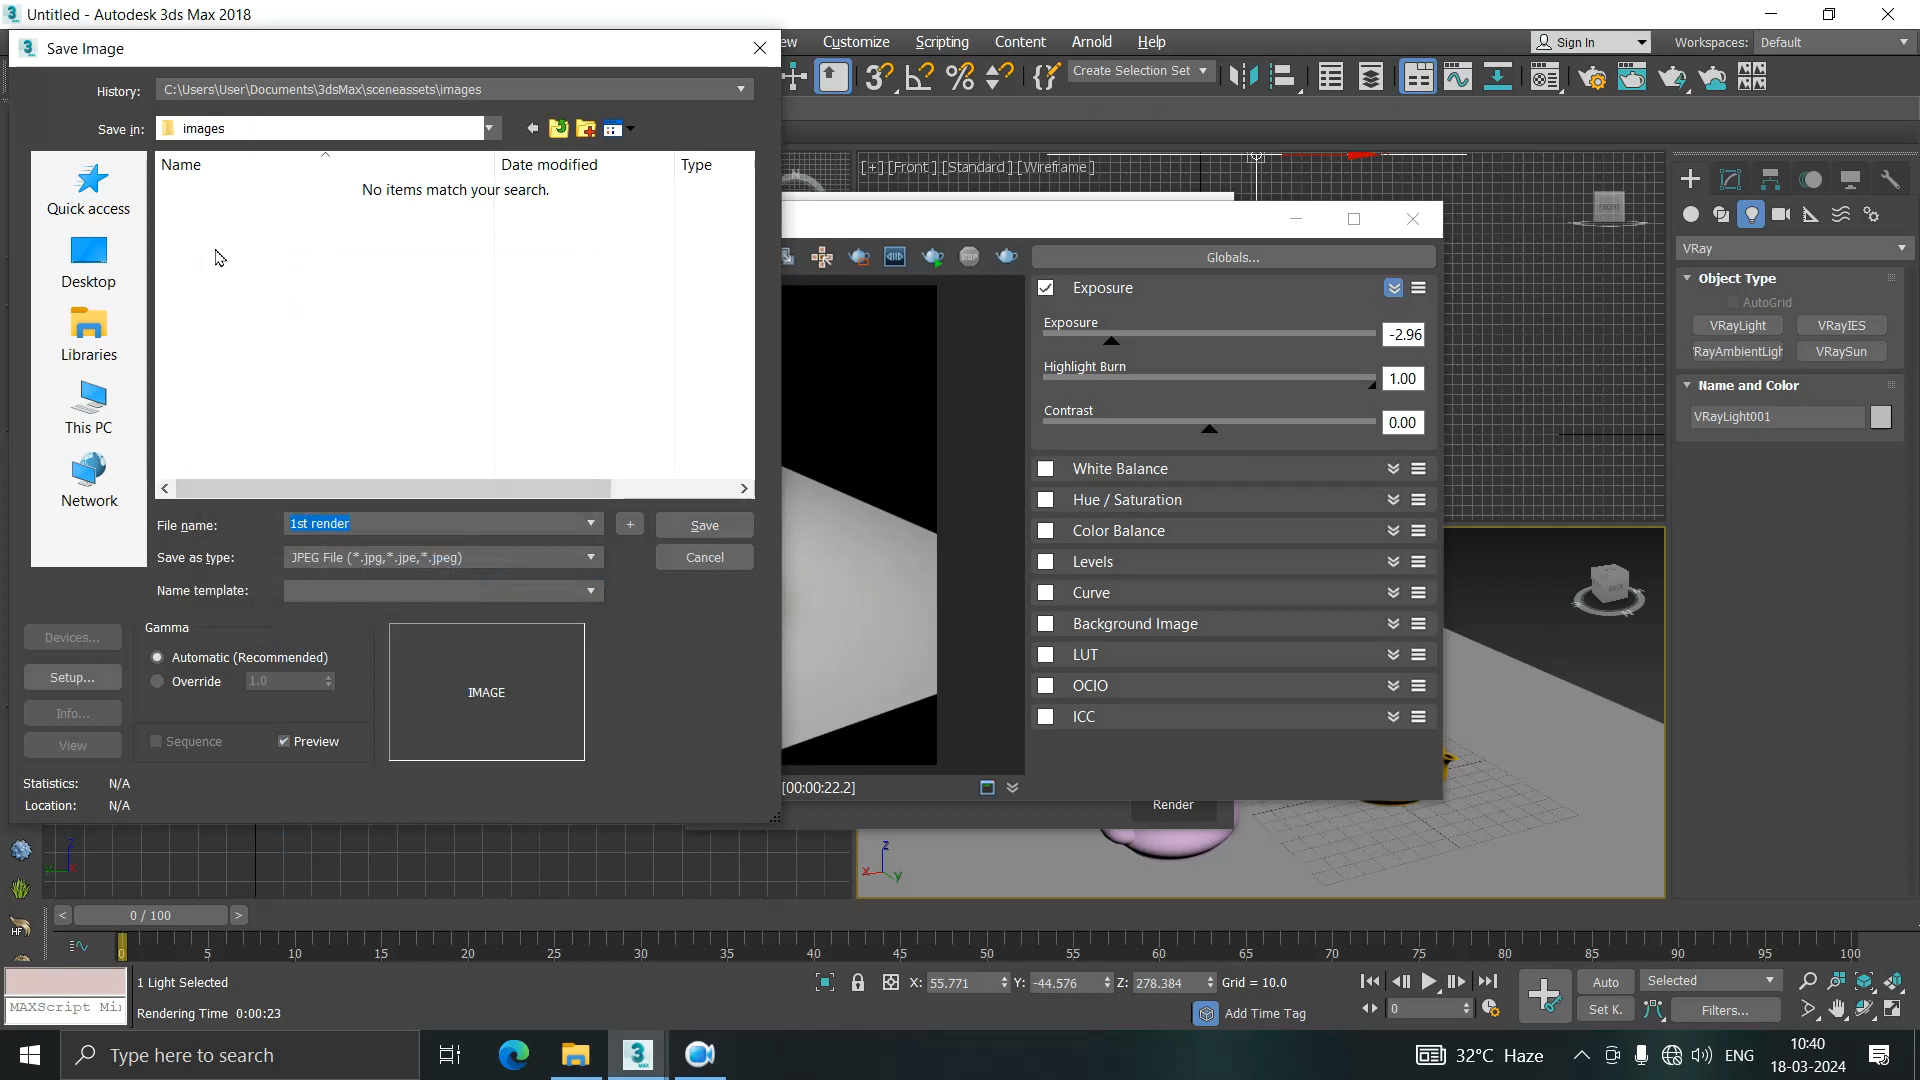 Untitled - Autodesk 3ds Max 2018
Save Image
ew
Customize
Scripting
Content
Arnold
Help
Sign In
Workspaces: Default
Create Selection Set
History: C:\Users\User\Documents\3dsMax\sceneassets\images
Save in: images
Name
Date modified
Type
No items match your search.
Quick access
Desktop
Libraries
This PC
Network
File name: 1st render
Save
Save as type: JPEG File (*.jpg,*.jpe,*.jpeg)
Cancel
Name template:
Devices...
Setup...
Info...
View
Gamma
Automatic (Recommended)
Override 1.0
Sequence
Preview
IMAGE
Statistics: N/A
Location: N/A
[+] [Front ] [Standard ] [Wireframe ]
FRONT
STOP
Globals...
Exposure
Exposure
-2.96
Highlight Burn
1.00
Contrast
0.00
White Balance
Hue / Saturation
Color Balance
Levels
Curve
Background Image
LUT
OCIO
ICC
[00:00:22.2]
Render
BACK
VRay
Object Type
AutoGrid
VRayLight
VRayIES
RayAmbientLigh
VRaySun
Name and Color
VRayLight001
z
y
x
z
x
y
HF
< 0 / 100 >
0 5 10 15 20 25 30 35 40 45 50 55 60 65 70 75 80 85 90 95 100
1 Light Selected
X: 55.771 Y: -44.576 Z: 278.384 Grid = 10.0
Auto
Selected
MAXScript Mi
Rendering Time 0:00:23
Add Time Tag
0
Set K.
Filters...
Type here to search
32°C Haze
ENG
10:40
18-03-2024